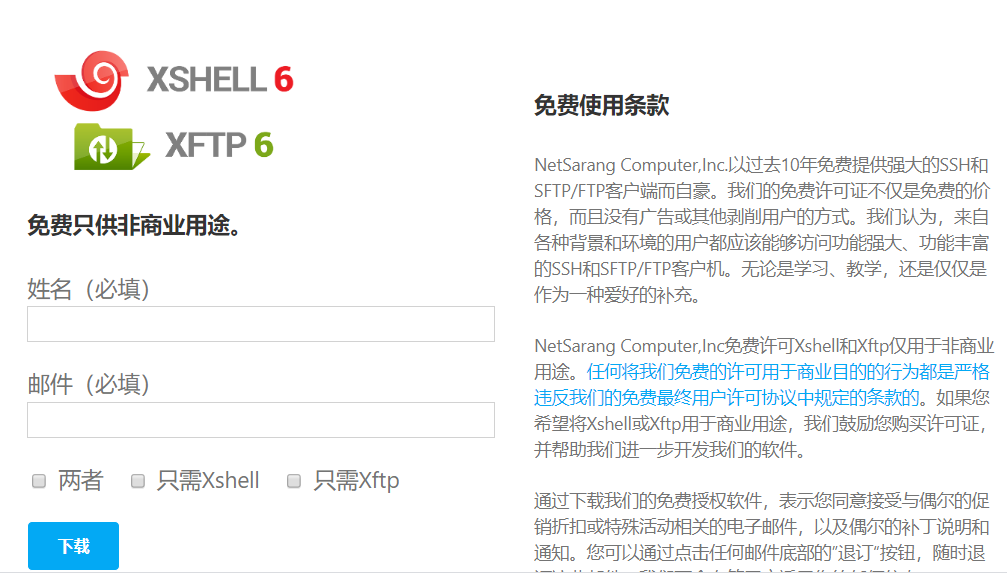 XSHELL 6
XFTP 6
免费只供非商业用途。
姓名（必填）
邮件（必填）
两者 只需Xshell 只需Xftp
下载
免费使用条款
NetSarang Computer,Inc.以过去10年免费提供强大的SSH和
SFTP/FTP客户端而自豪。我们的免费许可证不仅是免费的价
格，而且没有广告或其他剥削用户的方式。我们认为，来自
各种背景和环境的用户都应该能够访问功能强大、功能丰富
的SSH和SFTP/FTP客户机。无论是学习、教学，还是仅仅是
作为一种爱好的补充。
NetSarang Computer,Inc免费许可Xshell和Xftp仅用于非商业
用途。任何将我们免费的许可用于商业目的的行为都是严格
违反我们的免费最终用户许可协议中规定的条款的。如果您
希望将Xshell或Xftp用于商业用途，我们鼓励您购买许可证，
并帮助我们进一步开发我们的软件。
通过下载我们的免费授权软件，表示您同意接受与偶尔的促
销折扣或特殊活动相关的电子邮件，以及偶尔的补丁说明和
通知。您可以通过点击任何邮件底部的"退订"按钮，随时退